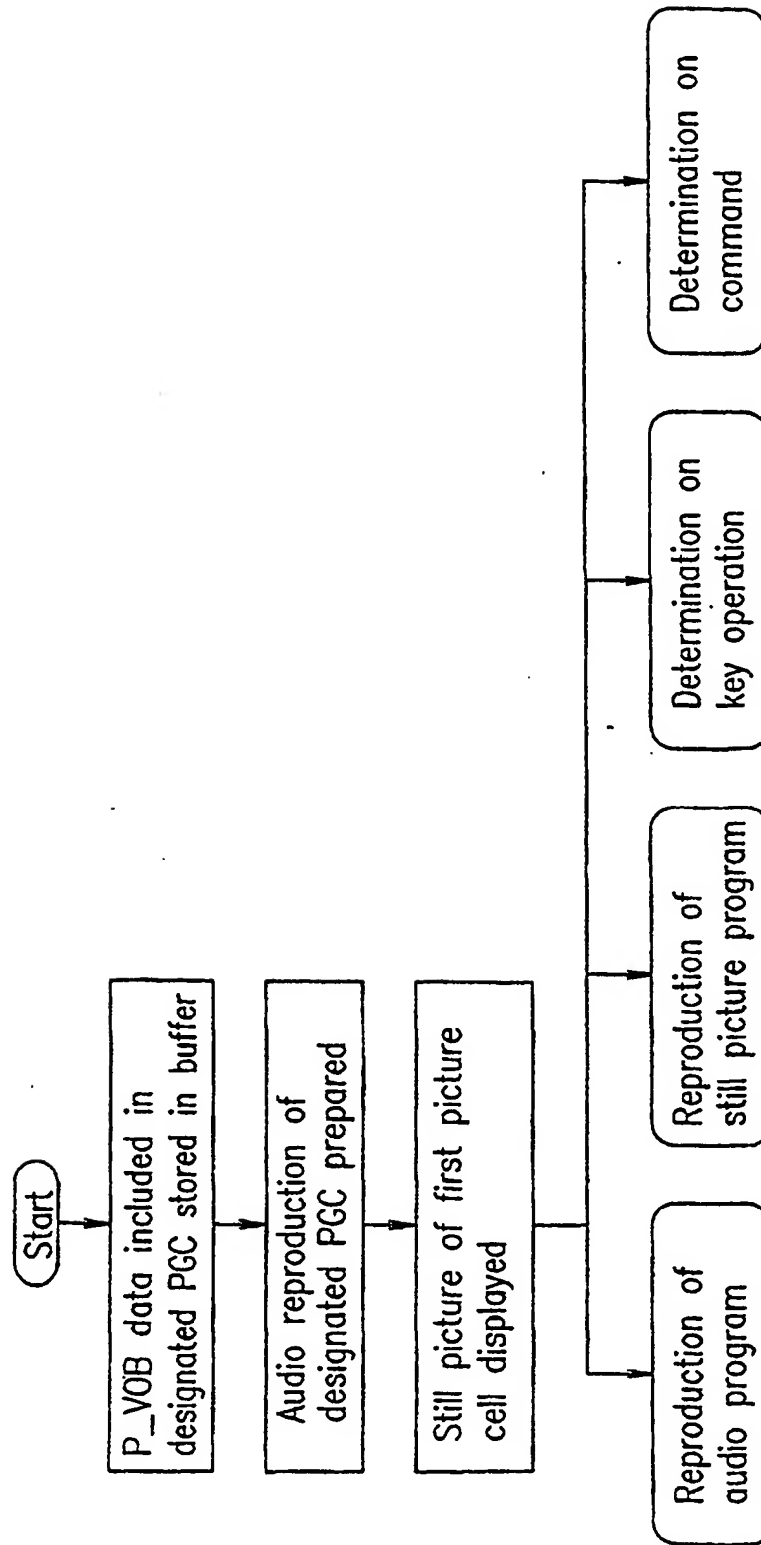 Start
P_VOB data included in
designated PGC stored in buffer
Audio reproduction of
designated PGC prepared
Still picture of first picture
cell displayed
Reproduction of
audio program
Reproduction of
still picture program
Determination on
key operation
Determination on
command